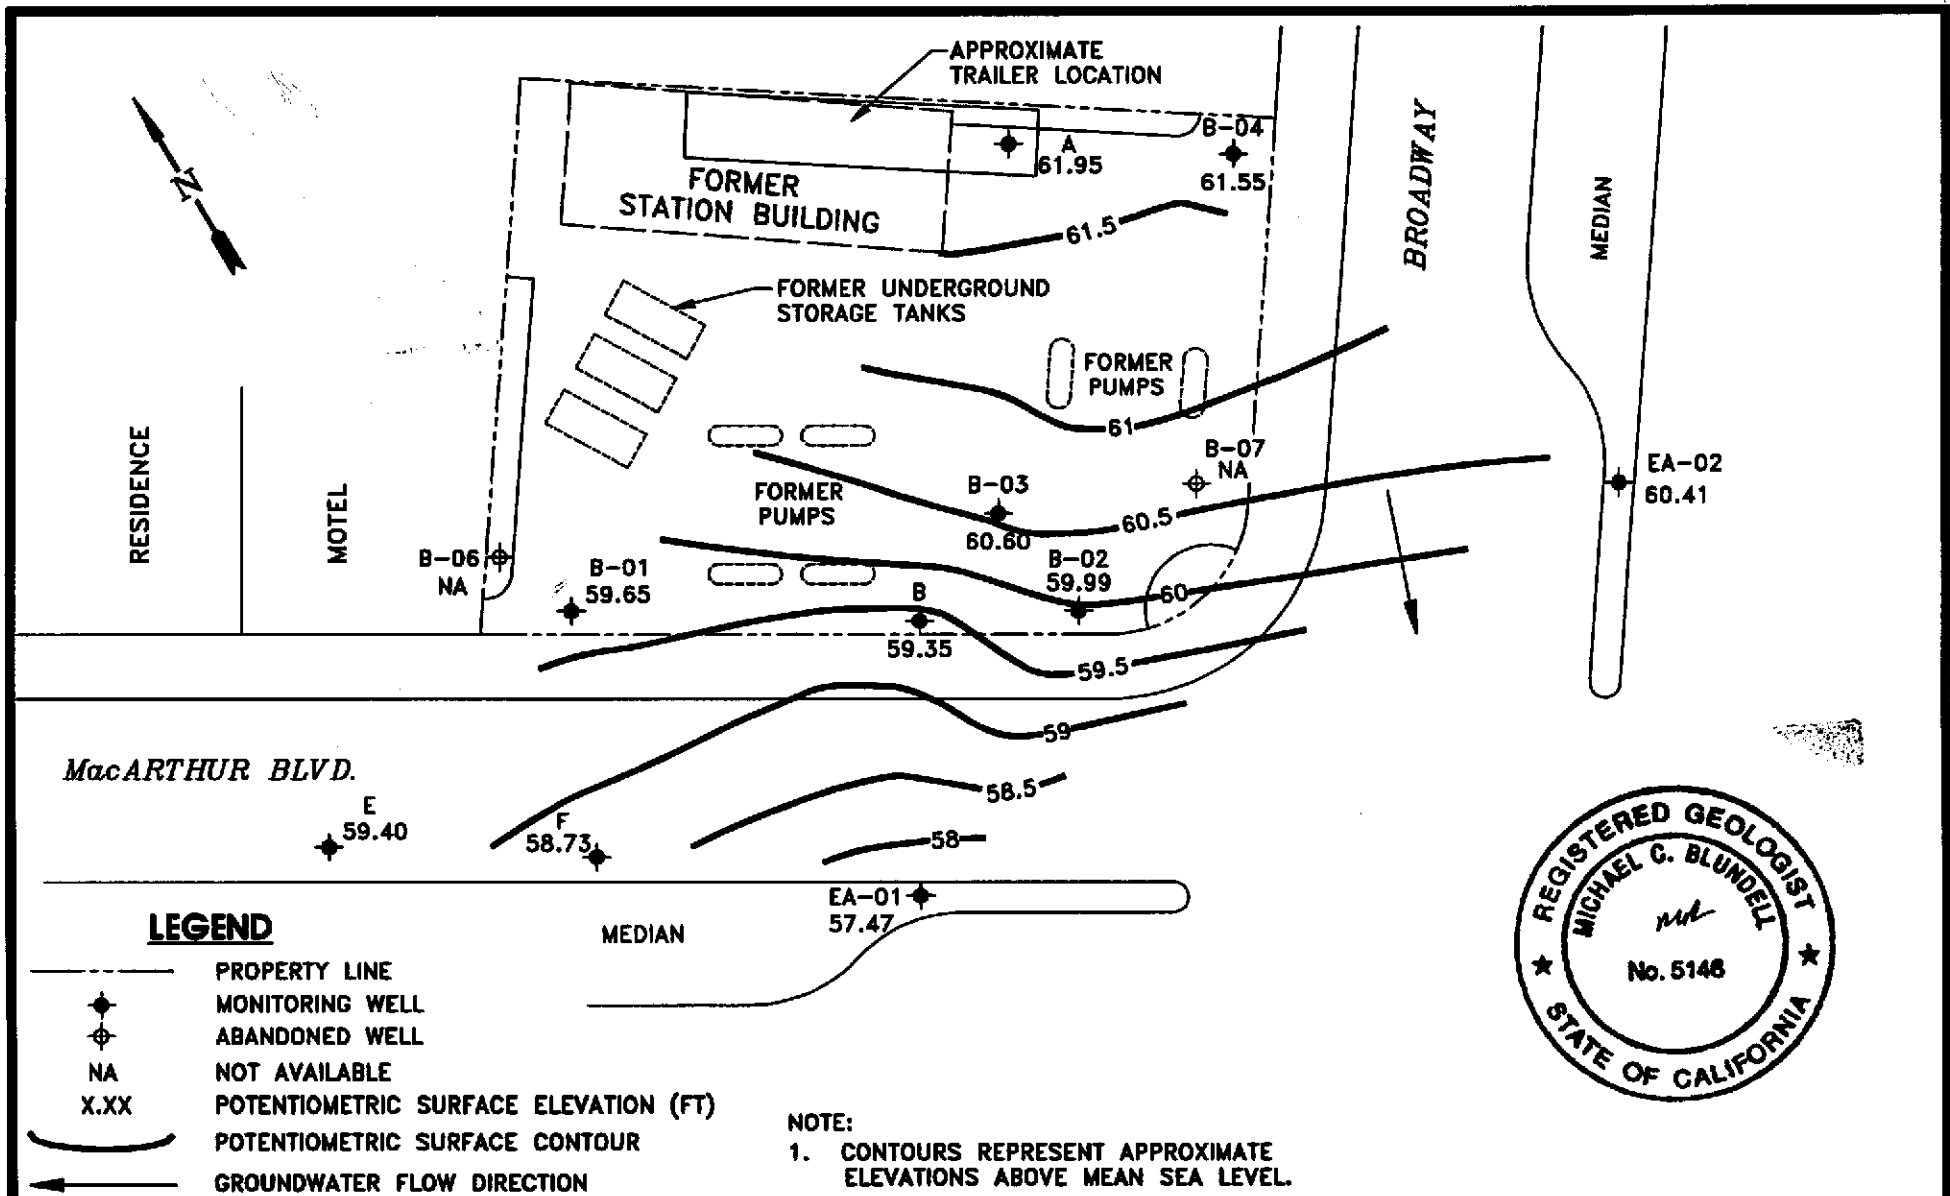 APPROXIMATE
TRAILER LOCATION
B-04
61.55
A
61.95
N
FORMER
STATION BUILDING
61.5
BROADWAY
MEDIAN
FORMER UNDERGROUND
STORAGE TANKS
FORMER
PUMPS
61
RESIDENCE
MOTEL
B-07
NA
EA-02
60.41
FORMER
PUMPS
B-03
60.60
60.5
B-06
NA
B-01
59.65
B
59.35
B-02
59.99
60
59.5
59
MacARTHUR BLVD.
58.5
E
59.40
F
58.73
58
EA-01
57.47
MEDIAN
REGISTERED GEOLOGIST
MICHAEL C. BLUNDELL
No. 5146
★ STATE OF CALIFORNIA ★
LEGEND
PROPERTY LINE
MONITORING WELL
ABANDONED WELL
NA NOT AVAILABLE
X.XX POTENTIOMETRIC SURFACE ELEVATION (FT)
POTENTIOMETRIC SURFACE CONTOUR
GROUNDWATER FLOW DIRECTION
NOTE:
1. CONTOURS REPRESENT APPROXIMATE
ELEVATIONS ABOVE MEAN SEA LEVEL.